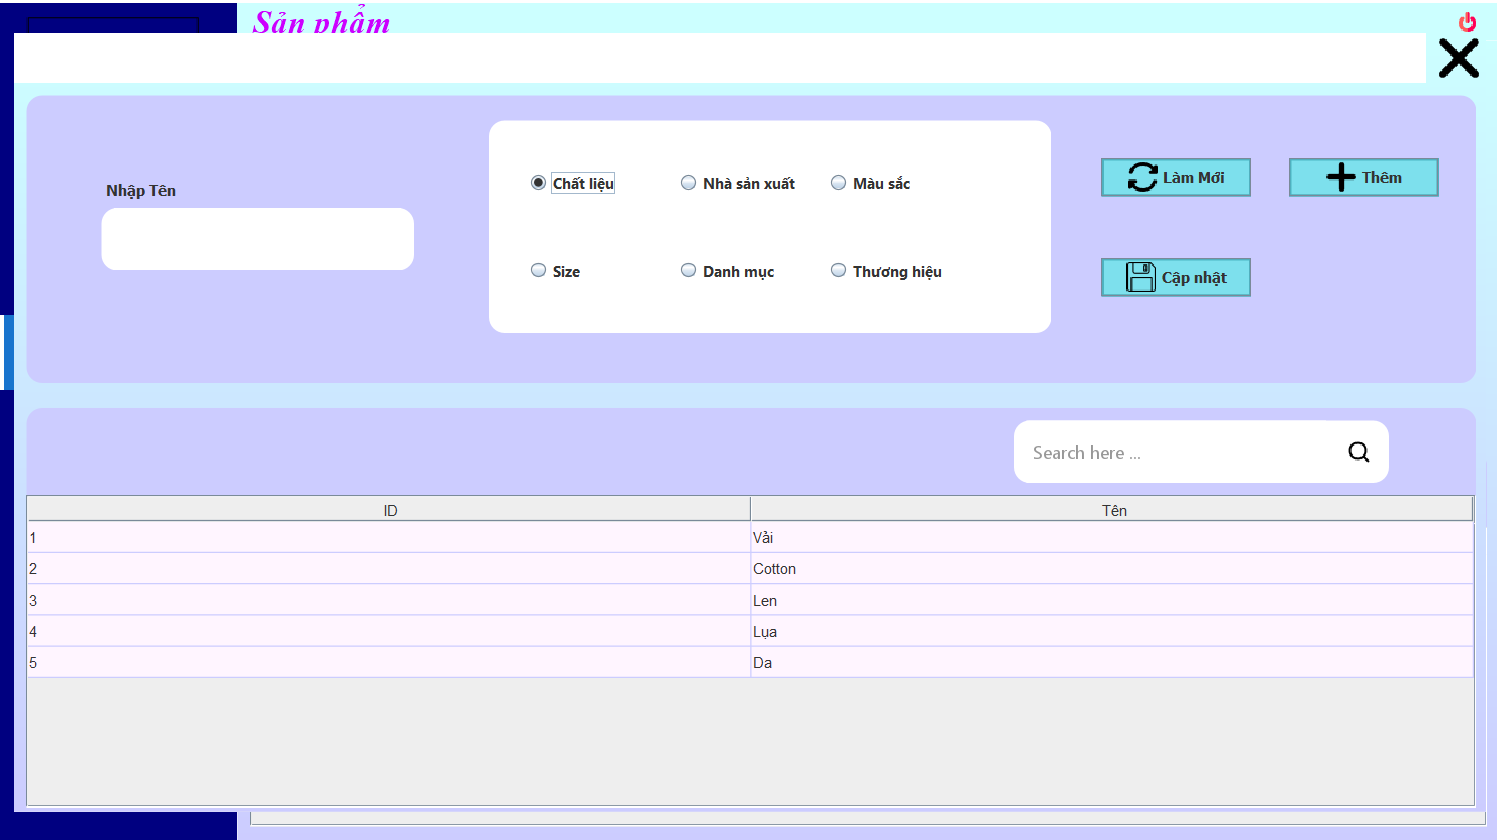 Sản phẩm
Nhập Tên
Chất liệu Nhà sản xuất Màu sắc
Size Danh mục Thương hiệu
Làm Mới Thêm
Cập nhật
Search here ...
ID Tên
1 Vải
2 Cotton
3 Len
4 Lụa
5 Da